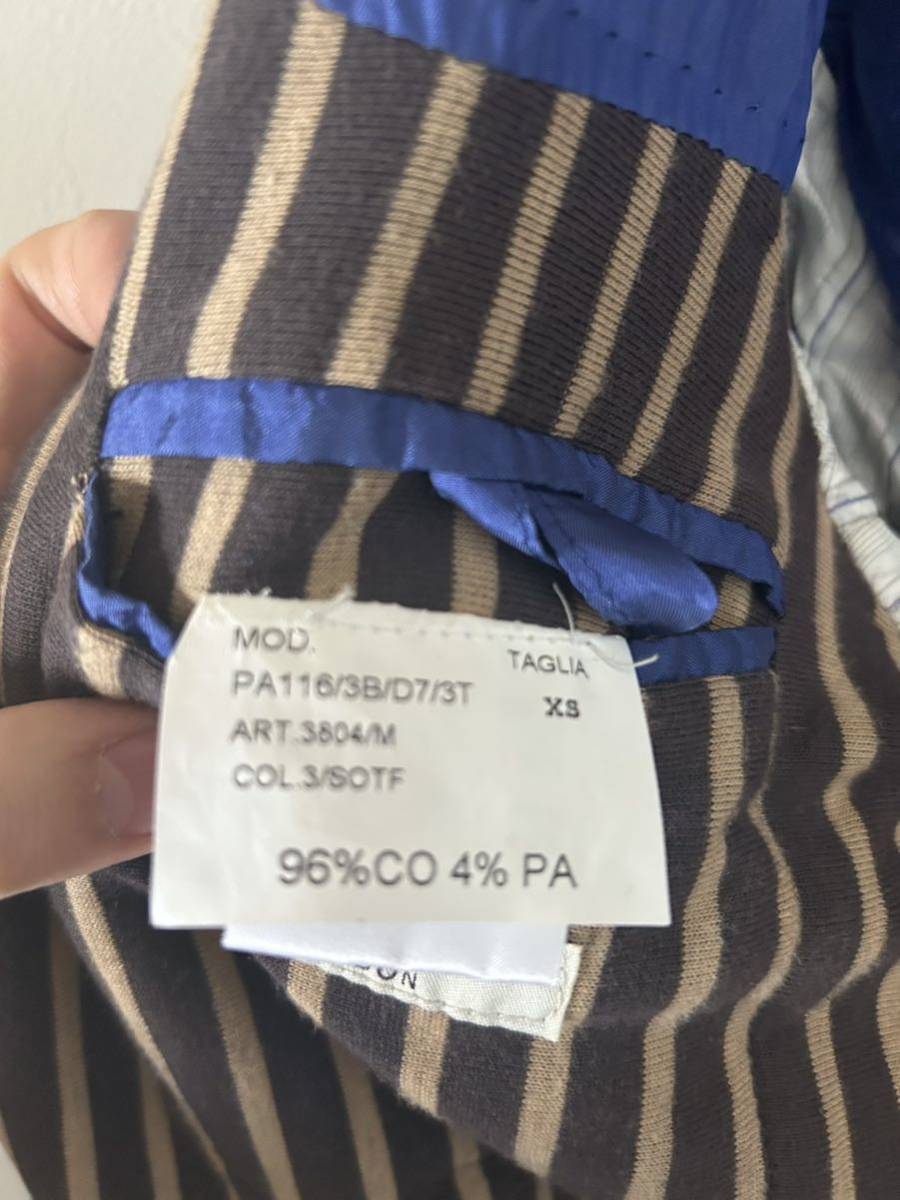 MOD.
TAGLIA
PA116/3B/D7/3T
XS
ART.3804/M
COL.3/SOTF
96%CO 4% PA